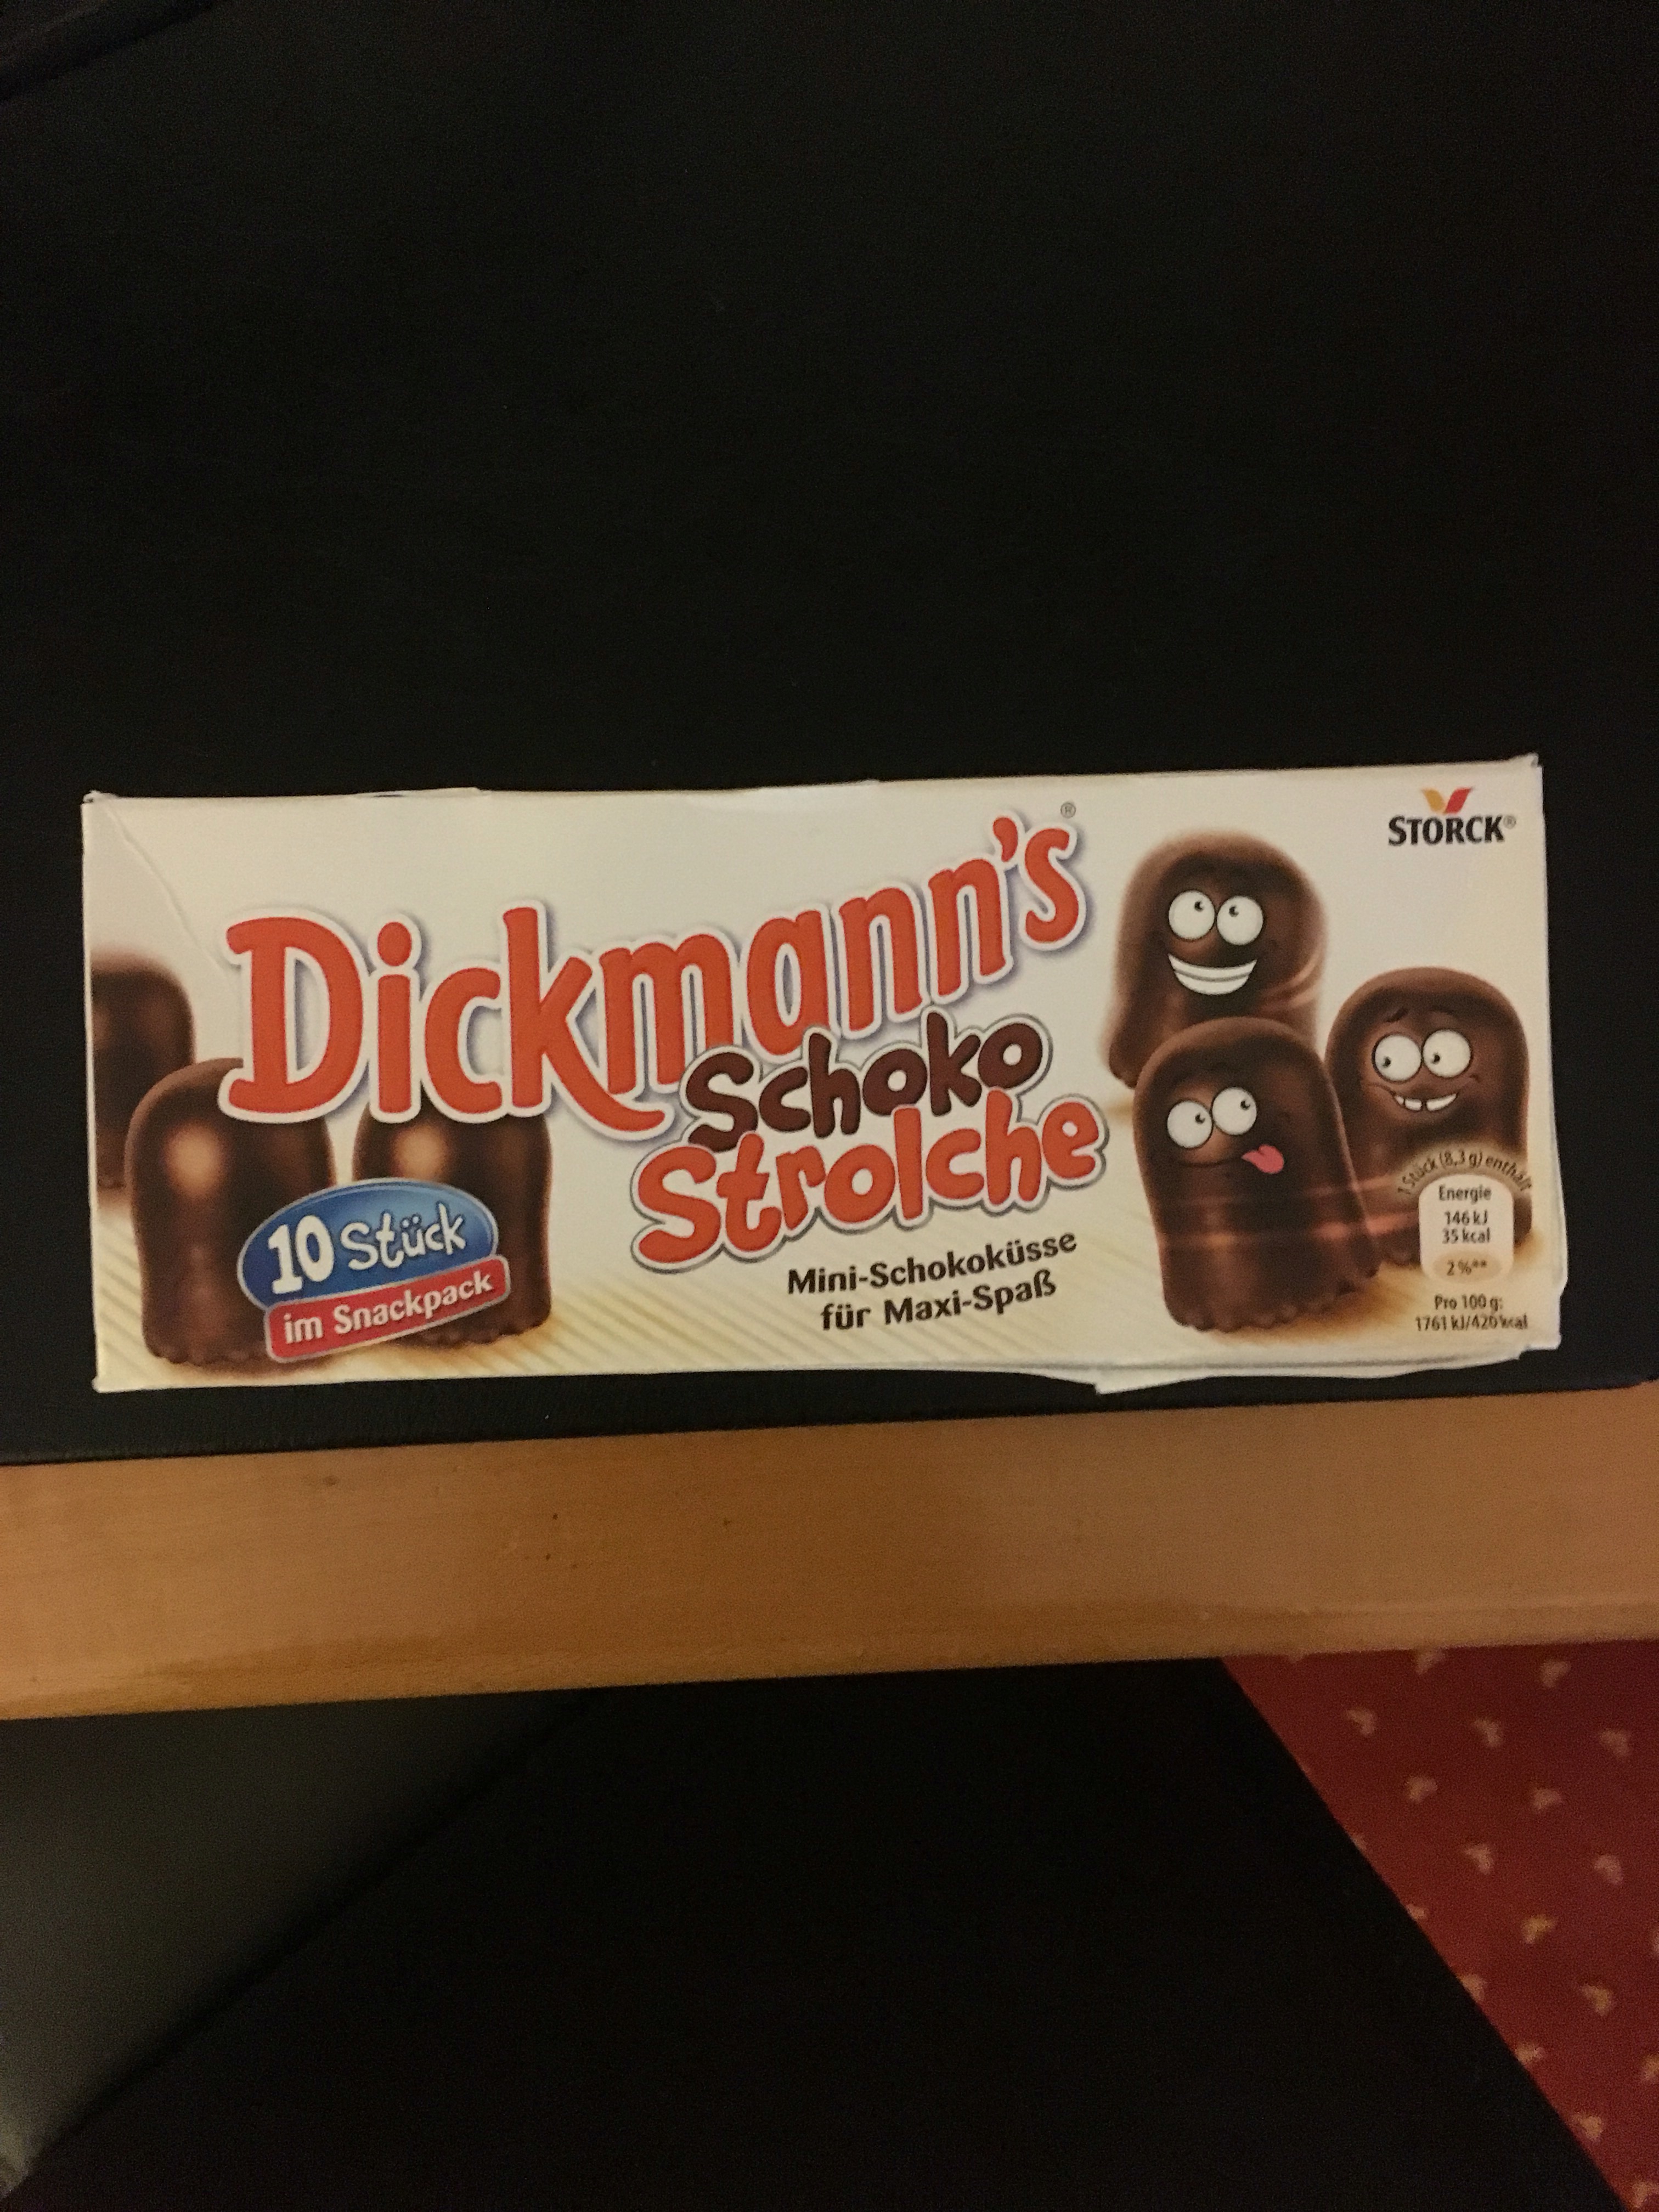 STORCK®
Dickmann's®
Schoko
Strolche
Mini-Schokoküsse
für Maxi-Spaß
10 Stück
im Snackpack
1 Stück (8,3 g) enthält
Energie
146 kJ
35 kcal
2 %**
Pro 100 g:
1761 kJ/420 kcal